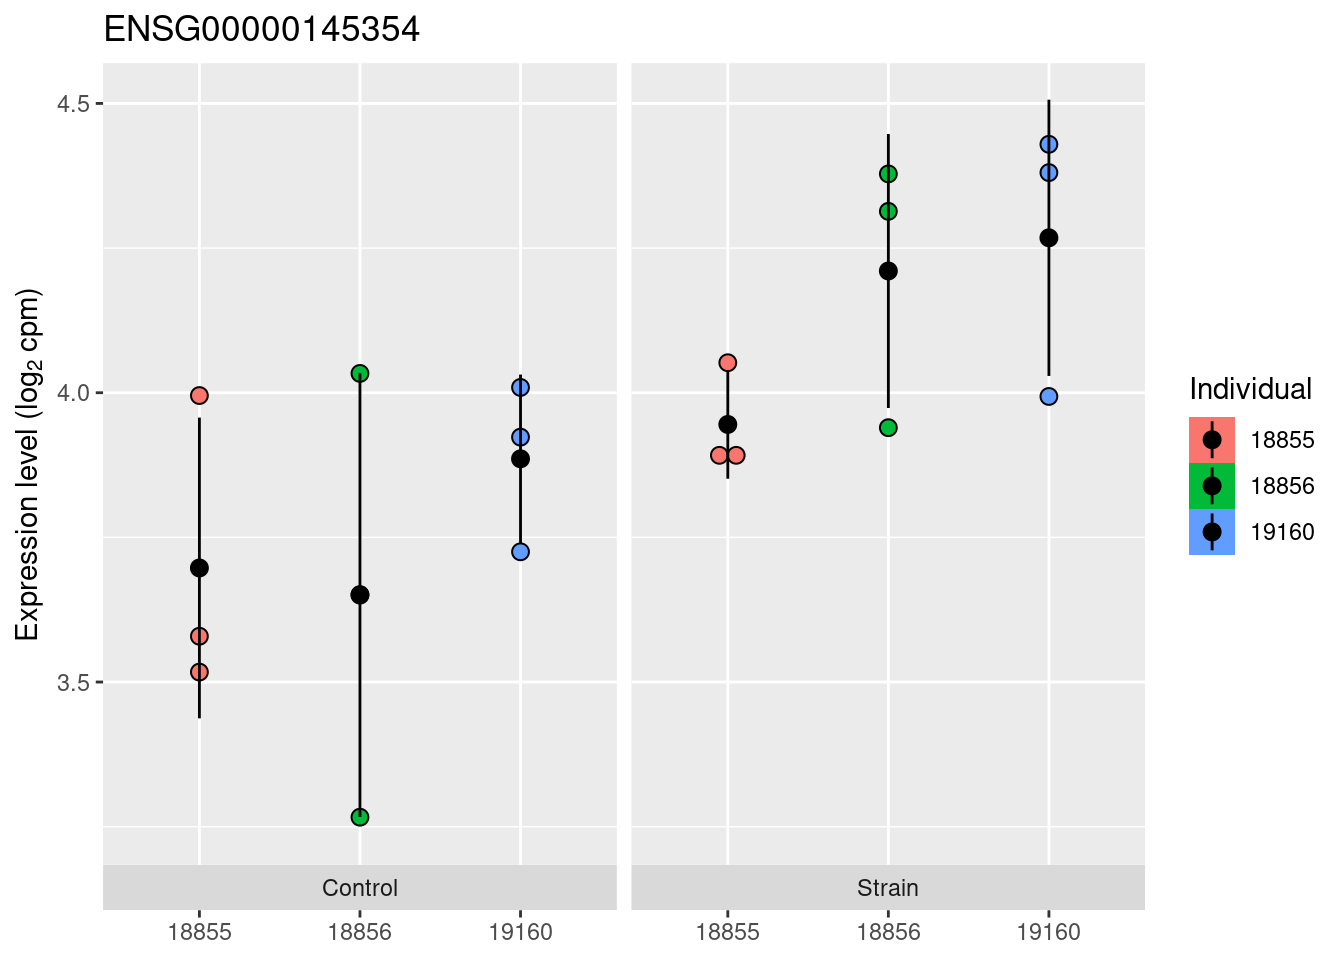 ENSG00000145354
Expression level (log₂ cpm)
4.5
4.0
3.5
Control
Strain
18855
18856
19160
18855
18856
19160
Individual
18855
18856
19160